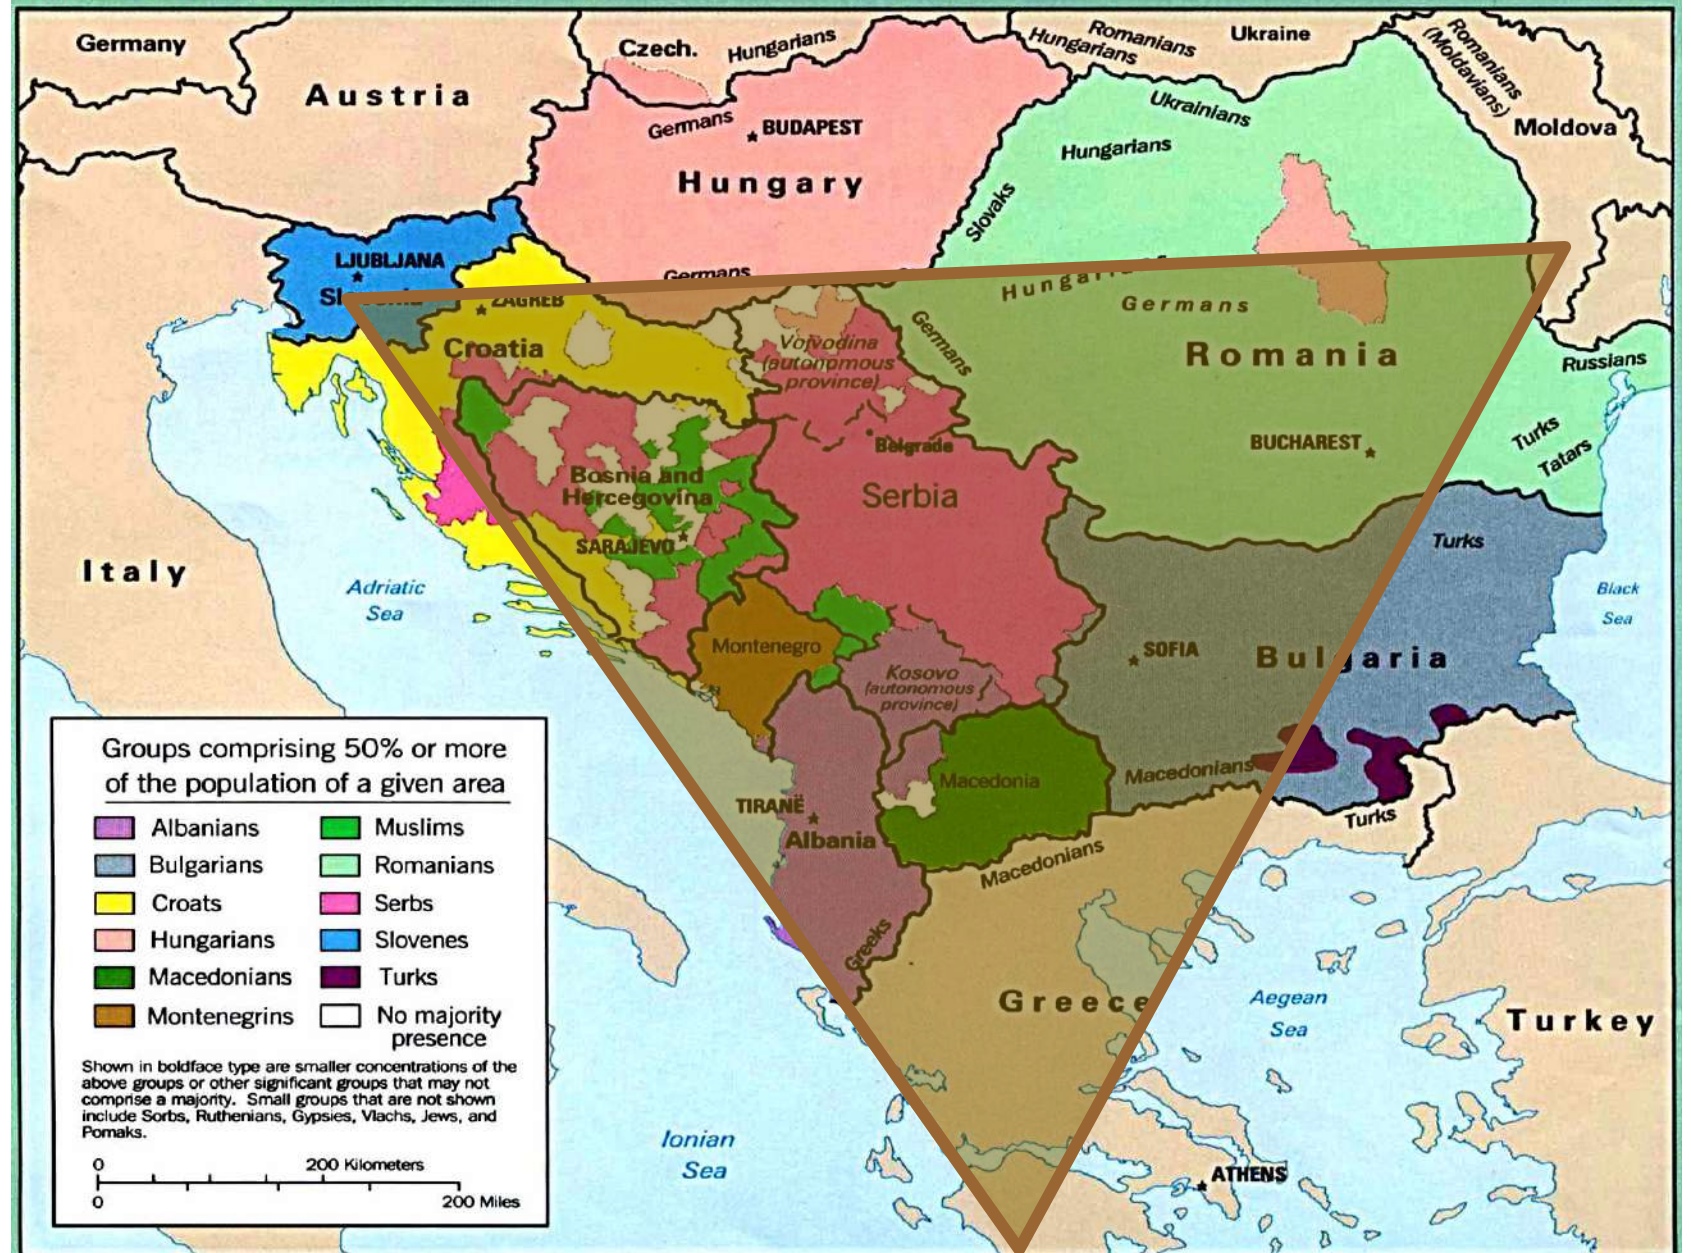 Germany
Austria
Czech.
Hungarians
Romanians
Hungarians
Ukraine
Romanians
(Moldavians)
Moldova
Germans
BUDAPEST
Hungary
Ukrainians
Hungarians
Slovaks
LJUBLJANA
Germans
ZAGREB
Croatia
Vojvodina
(autonomous
province)
Germans
Germans
Romania
Russians
BUCHAREST
Turks
Tatars
Belgrade
Serbia
Bosnia and
Hercegovina
SARAJEVO
Italy
Adriatic
Sea
Turks
Black
Sea
Montenegro
Kosovo
(autonomous
province)
SOFIA
Bulgaria
Macedonia
Macedonians
TIRANË
Albania
Turks
Macedonians
Greeks
Greece
Aegean
Sea
Turkey
Ionian
Sea
ATHENS
Groups comprising 50% or more
of the population of a given area
Albanians
Muslims
Bulgarians
Romanians
Croats
Serbs
Hungarians
Slovenes
Macedonians
Turks
Montenegrins
No majority
presence
Shown in boldface type are smaller concentrations of the
above groups or other significant groups that may not
comprise a majority. Small groups that are not shown
include Sorbs, Ruthenians, Gypsies, Vlachs, Jews, and
Pomaks.
0
200 Kilometers
0
200 Miles